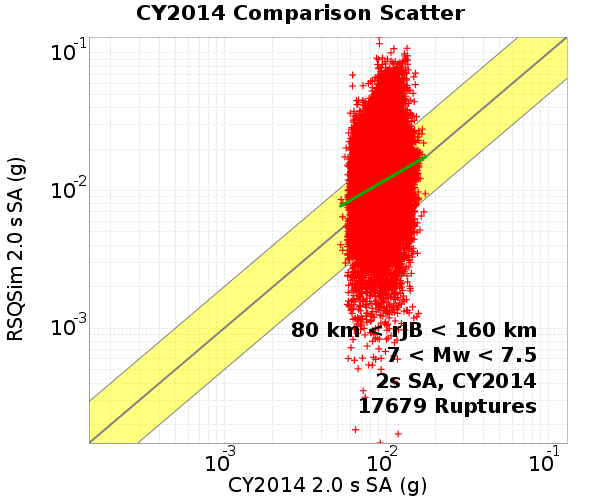 CY2014 Comparison Scatter
RSQSim 2.0 s SA (g)
10^-1
10^-2
10^-3
80 km < rJB < 160 km
7 < Mw < 7.5
2s SA, CY2014
17679 Ruptures
10^-3 10^-2 10^-1
CY2014 2.0 s SA (g)